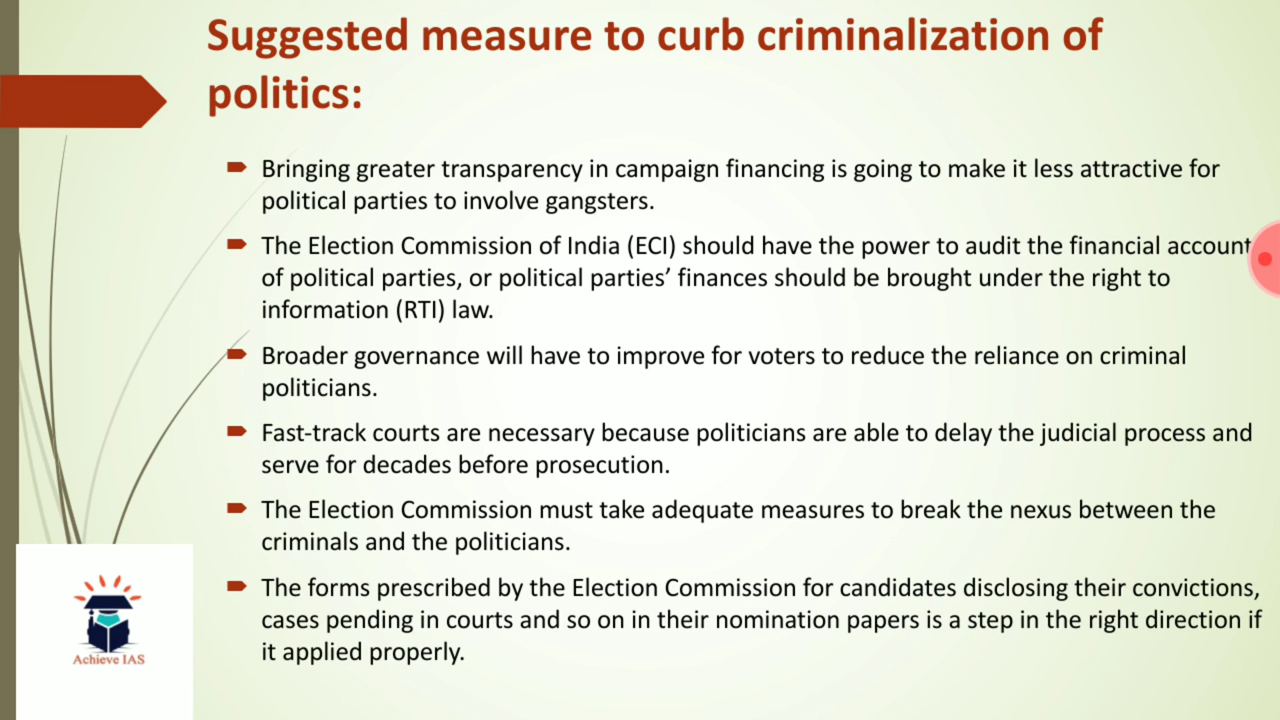 Suggested measure to curb criminalization of
politics:
Bringing greater transparency in campaign financing is going to make it less attractive for
political parties to involve gangsters.
The Election Commission of India (ECI) should have the power to audit the financial account
of political parties, or political parties’ finances should be brought under the right to
information (RTI) law.
Broader governance will have to improve for voters to reduce the reliance on criminal
politicians.
Fast-track courts are necessary because politicians are able to delay the judicial process and
serve for decades before prosecution.
The Election Commission must take adequate measures to break the nexus between the
criminals and the politicians.
The forms prescribed by the Election Commission for candidates disclosing their convictions,
cases pending in courts and so on in their nomination papers is a step in the right direction if
it applied properly.
Achieve IAS